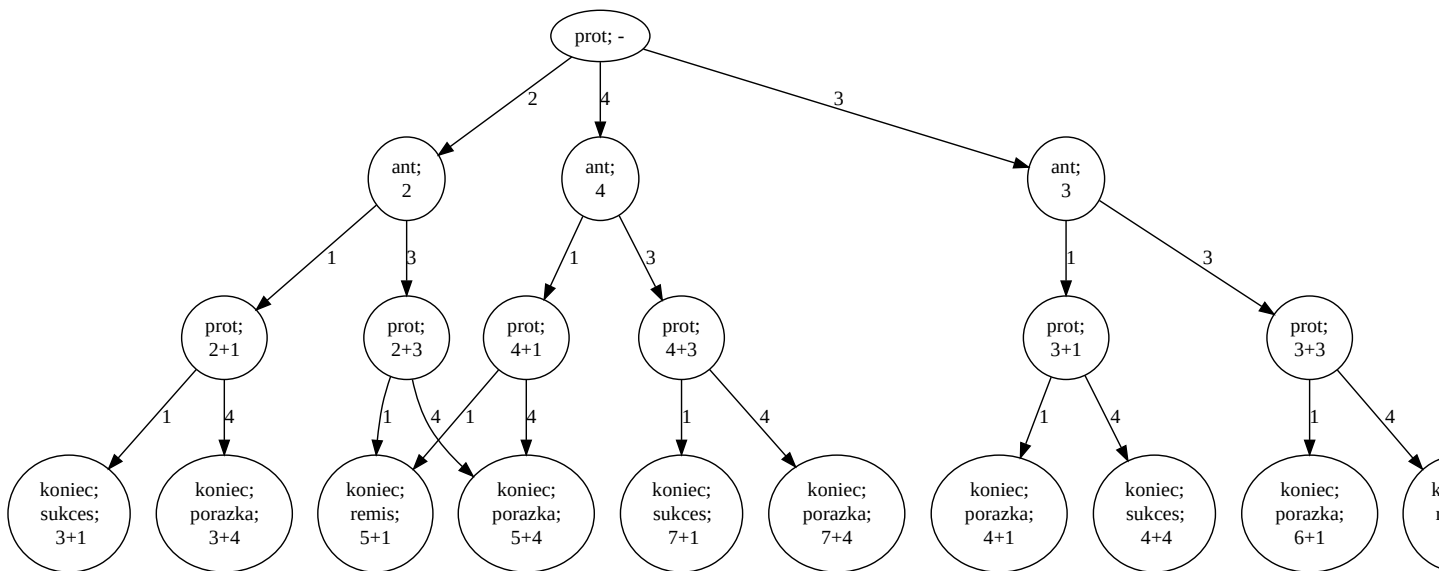 prot; -
2
4
3
ant;
2
ant;
4
ant;
3
1
3
1
3
1
3
prot;
2+1
prot;
2+3
prot;
4+1
prot;
4+3
prot;
3+1
prot;
3+3
1
4
1
4
1
4
1
4
1
4
1
4
koniec;
sukces;
3+1
koniec;
porazka;
3+4
koniec;
remis;
5+1
koniec;
porazka;
5+4
koniec;
sukces;
7+1
koniec;
porazka;
7+4
koniec;
porazka;
4+1
koniec;
sukces;
4+4
koniec;
porazka;
6+1